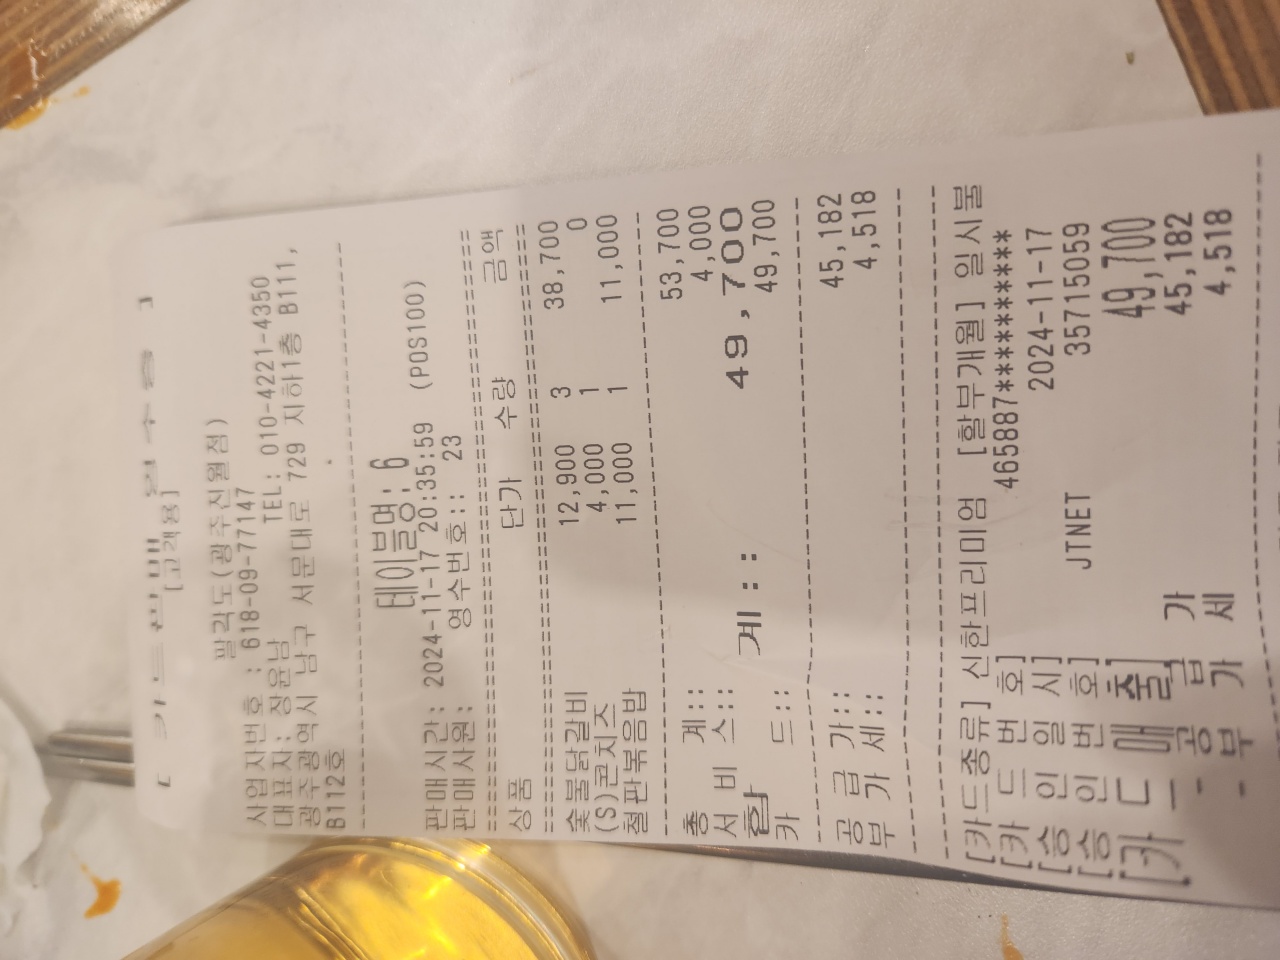 [ 카드판매 영수증 ]
[고객용]
팔각도(광주진월점)
사업자번호 : 618-09-77147
대표자: 장윤남 TEL: 010-4221-4350
광주광역시 남구 서문대로 729 지하1층 B111,
B112호
테이블명: 6
판매시간: 2024-11-17 20:35:59 (POS100)
판매사원: 영수번호:: 23
상품 단가 수량 금액
숯불닭갈비 12,900 3 38,700
(S)콘치즈 4,000 1 0
철판볶음밥 11,000 1 11,000
총 계:: 53,700
서 비 스:: 4,000
합 계:: 49,700
카 드:: 49,700
공 급 가:: 45,182
부 가 세:: 4,518
[카드종류] 신한프리미엄 [할부개월] 일시불
[카 드 번 호] 465887**********
[승 인 일 시] 2024-11-17
[승 인 번 호] JTNET 35715059
[카 드 매 출] 49,700
- 공 급 가 45,182
- 부 가 세 4,518